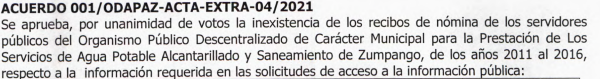 ACUERDO 001/ODAPAZ-ACTA-EXTRA-04/2021
Se aprueba, por unanimidad de votos la inexistencia de los recibos de nómina de los servidores
públicos del Organismo Público Descentralizado de Carácter Municipal para la Prestación de Los
Servicios de Agua Potable Alcantarillado y Saneamiento de Zumpango, de los años 2011 al 2016,
respecto a la información requerida en las solicitudes de acceso a la información pública: